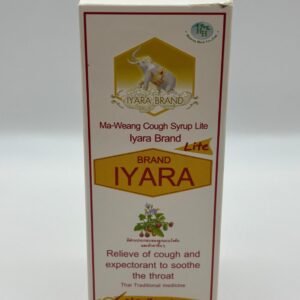 IYARA BRAND
Ma-Weang Cough Syrup Lite
Iyara Brand
Lite
BRAND
IYARA
Relieve of cough and
expectorant to soothe
the throat
Thai Traditional medicine